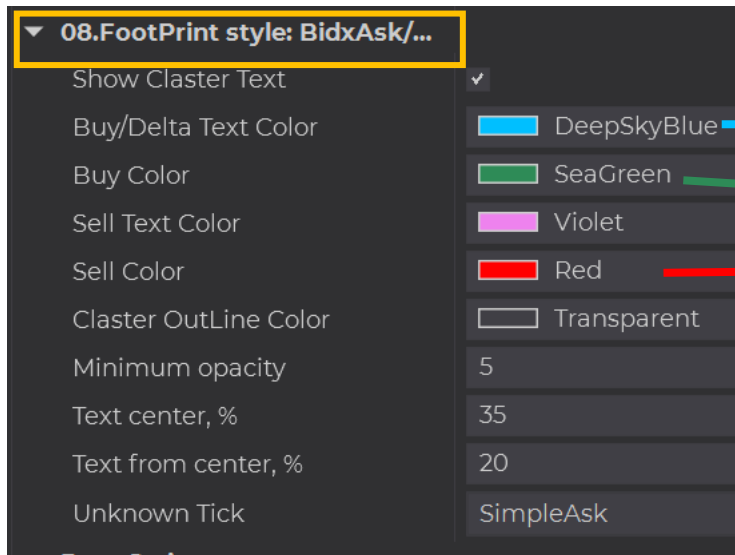 08.FootPrint style: BidxAsk/...
Show Claster Text
Buy/Delta Text Color DeepSkyBlue
Buy Color SeaGreen
Sell Text Color Violet
Sell Color Red
Claster OutLine Color Transparent
Minimum opacity 5
Text center, % 35
Text from center, % 20
Unknown Tick SimpleAsk